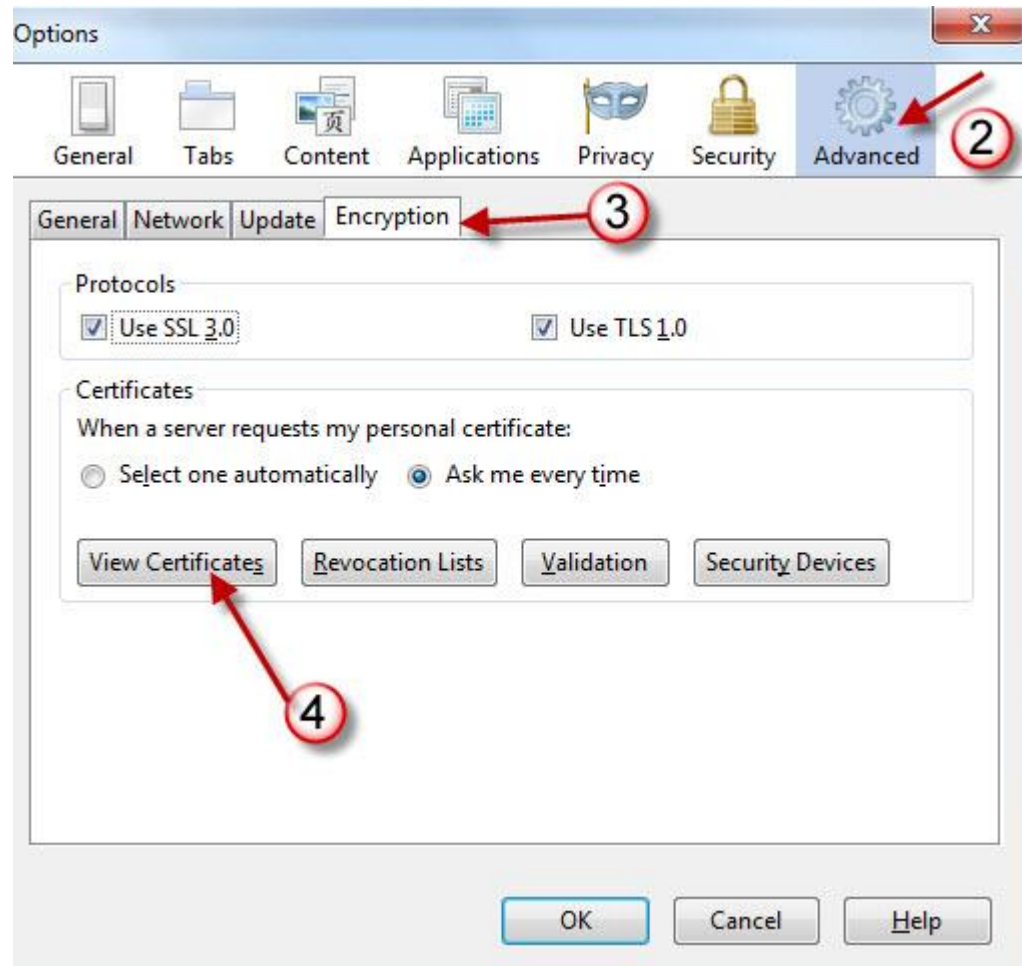 Options
x
页
General Tabs Content Applications Privacy Security Advanced
2
General Network Update Encryption
3
Protocols
Use SSL 3.0 Use TLS 1.0
Certificates
When a server requests my personal certificate:
Select one automatically Ask me every time
View Certificates Revocation Lists Validation Security Devices
4
OK Cancel Help